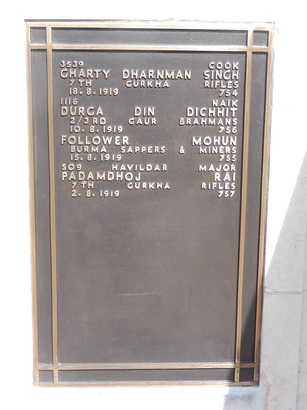 3539 COOK
GHARTY DHARNMAN SINGH
7TH GURKHA RIFLES
18.8.1919 754
1116 NAIK
DURGA DIN DICHHIT
2/3RD GAUR BRAHMANS
10.8.1919 756
FOLLOWER MOHUN
BURMA SAPPERS & MINERS
15.8.1919 755
509 HAVILDAR MAJOR
PADAMDHOJ RAI
7TH GURKHA RIFLES
2.8.1919 757